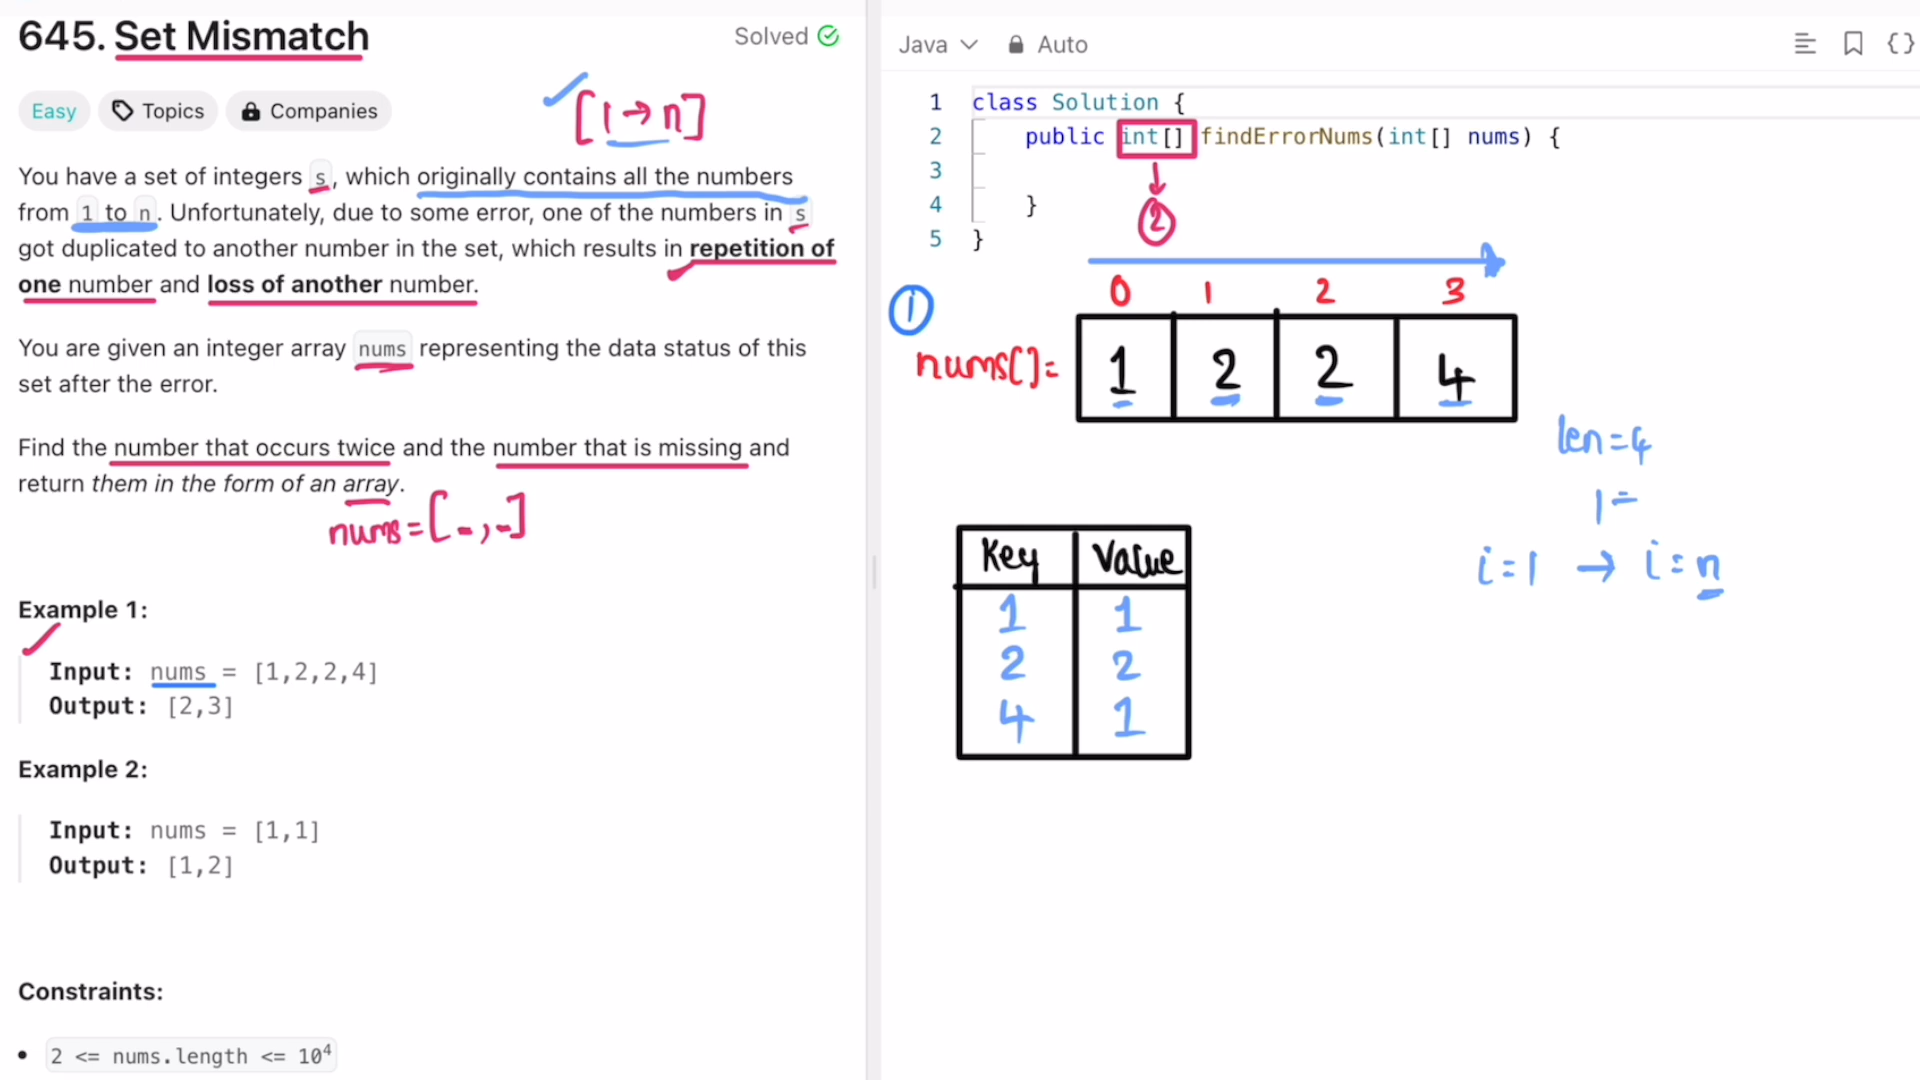 645. Set Mismatch
Solved
Easy Topics Companies
[1→n]
You have a set of integers s, which originally contains all the numbers
from 1 to n. Unfortunately, due to some error, one of the numbers in s
got duplicated to another number in the set, which results in repetition of
one number and loss of another number.
You are given an integer array nums representing the data status of this
set after the error.
Find the number that occurs twice and the number that is missing and
return them in the form of an array.
nums=[-,-]
Example 1:
Input: nums = [1,2,2,4]
Output: [2,3]
Example 2:
Input: nums = [1,1]
Output: [1,2]
Constraints:
2 <= nums.length <= 10⁴
Java Auto
1 class Solution {
2 public int[] findErrorNums(int[] nums) {
3
4 }
5 }
2
1
0 1 2 3
nums[]= 1 2 2 4
len=4
1=
i=1 → i=n
Key Value
1 1
2 2
4 1